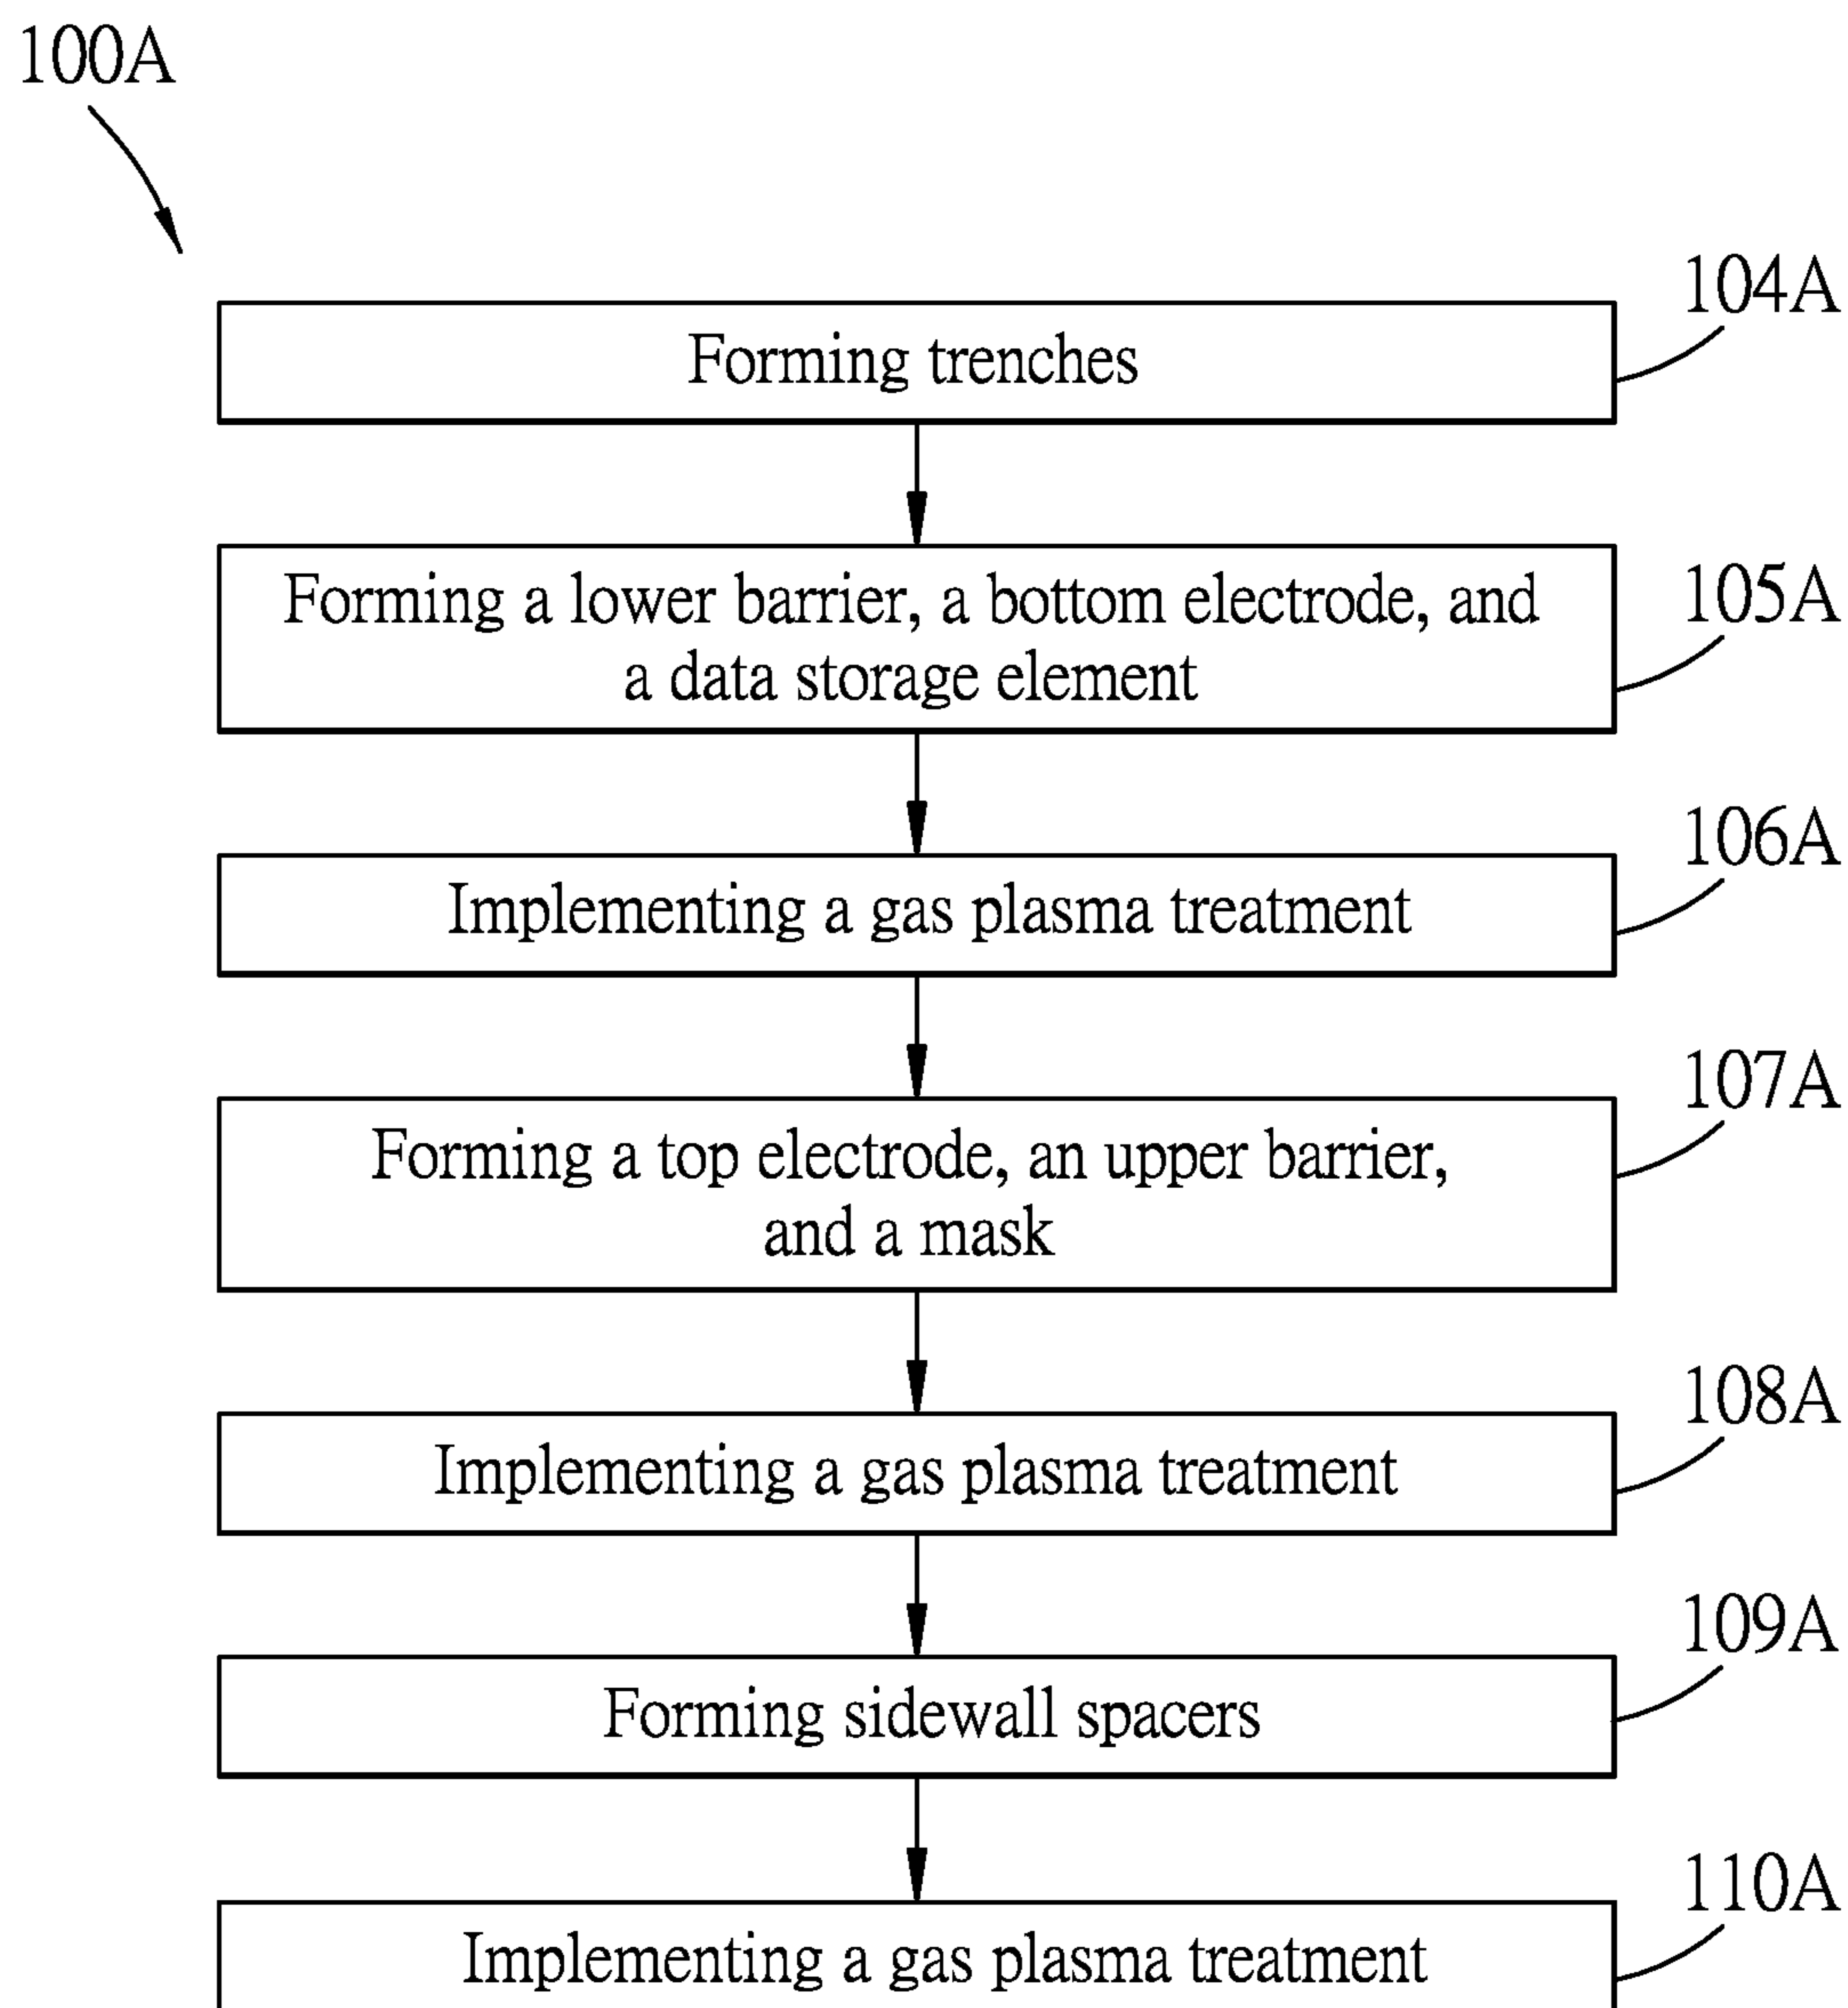 100A
104A
Forming trenches
105A
Forming a lower barrier, a bottom electrode, and
a data storage element
106A
Implementing a gas plasma treatment
107A
Forming a top electrode, an upper barrier,
and a mask
108A
Implementing a gas plasma treatment
109A
Forming sidewall spacers
110A
Implementing a gas plasma treatment